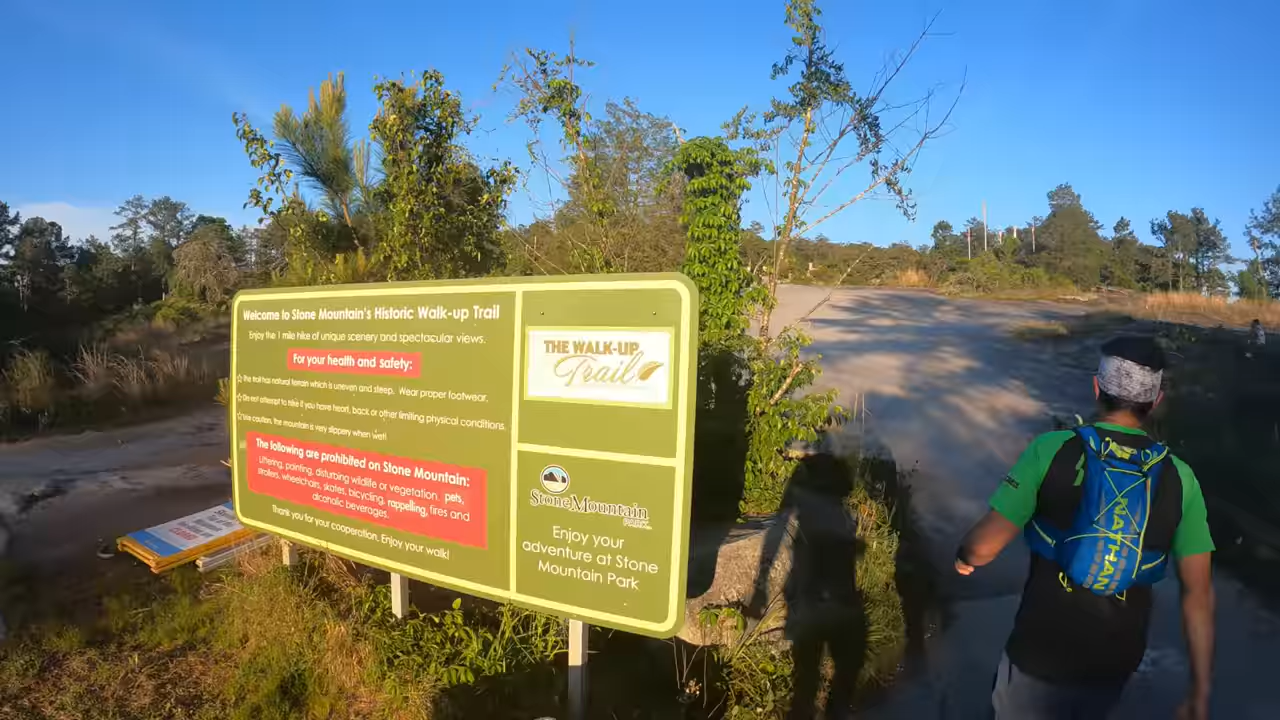 Welcome to Stone Mountain's Historic Walk-up Trail
Enjoy the 1 mile hike of unique scenery and spectacular views.
For your health and safety:
The trail has natural terrain which is uneven and steep. Wear proper footwear.
Do not attempt to hike if you have heart, back or other limiting physical conditions.
Use caution, the mountain is very slippery when wet!
The following are prohibited on Stone Mountain:
Littering, painting, disturbing wildlife or vegetation, pets,
strollers, wheelchairs, skates, bicycling, rappelling, fires and
alcoholic beverages.
Thank you for your cooperation. Enjoy your walk!
THE WALK-UP
Trail
Stone Mountain
PARK
Enjoy your
adventure at Stone
Mountain Park
NATHAN